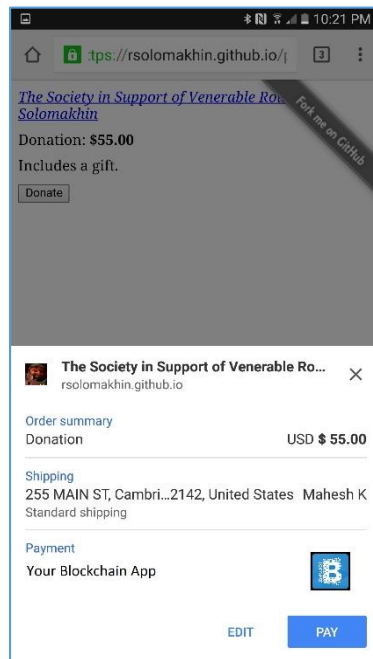 10:21 PM
:tps://rsolomakhin.github.io/
3
The Society in Support of Venerable
Solomakhin
Fork me on GitHub
Donation: $55.00
Includes a gift.
Donate
The Society in Support of Venerable Ro...
rsolomakhin.github.io
Order summary
Donation USD $ 55.00
Shipping
255 MAIN ST, Cambri...2142, United States Mahesh K
Standard shipping
Payment
Your Blockchain App
EDIT PAY